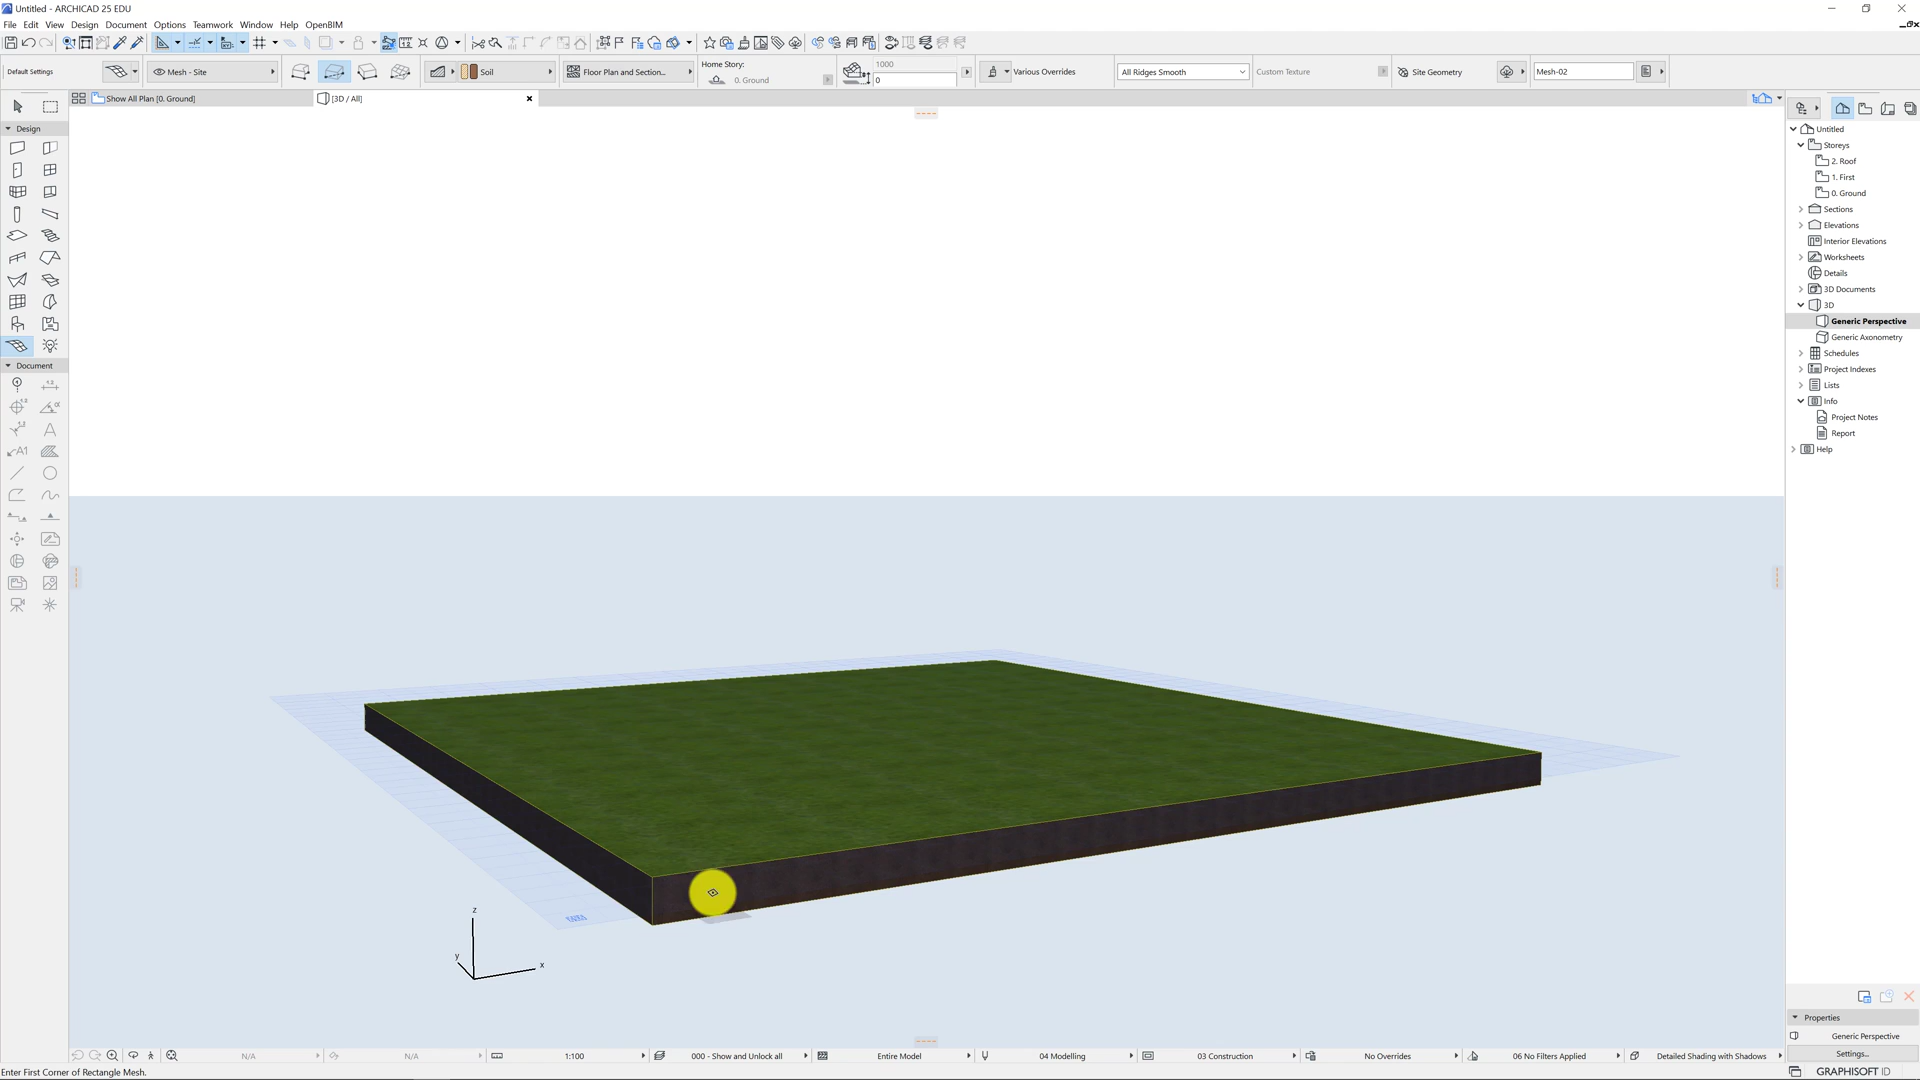 Untitled - ARCHICAD 25 EDU
File Edit View Design Document Options Teamwork Window Help OpenBIM
Default Settings
Mesh - Site
Soil
Floor Plan and Section...
Home Story:
0. Ground
1000
0
Various Overrides
All Ridges Smooth
Custom Texture
Site Geometry
Mesh-02
Show All Plan [0. Ground]
[3D / All]
Design
Document
A1
Untitled
Storeys
2. Roof
1. First
0. Ground
Sections
Elevations
Interior Elevations
Worksheets
Details
3D Documents
3D
Generic Perspective
Generic Axonometry
Schedules
Project Indexes
Lists
Info
Project Notes
Report
Help
z
y
x
Properties
Generic Perspective
Settings...
N/A
N/A
1:100
000 - Show and Unlock all
Entire Model
04 Modelling
03 Construction
No Overrides
06 No Filters Applied
Detailed Shading with Shadows
Enter First Corner of Rectangle Mesh.
GRAPHISOFT ID